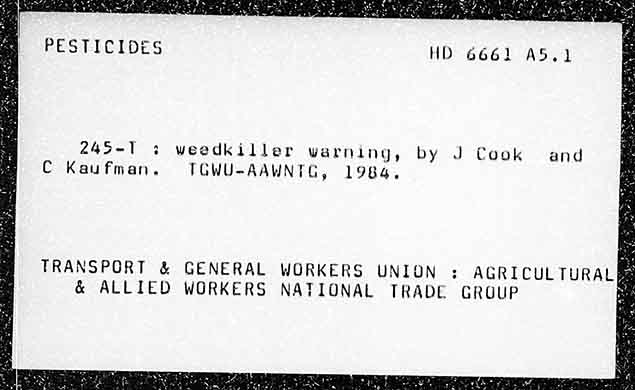 PESTICIDES
HD 6661 A5.1
245-T : weedkiller warning, by J Cook and
C Kaufman. TGWU-AAWNTG, 1984.
TRANSPORT & GENERAL WORKERS UNION : AGRICULTURAL
& ALLIED WORKERS NATIONAL TRADE GROUP